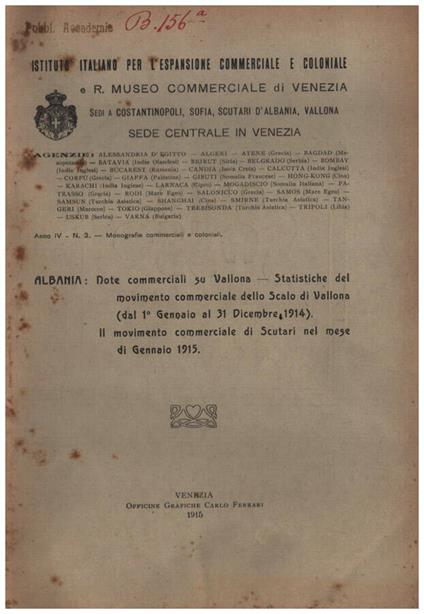 Pubbl. Accademia
B. 156 a
ISTITUTO ITALIANO PER L'ESPANSIONE COMMERCIALE E COLONIALE
e R. MUSEO COMMERCIALE di VENEZIA
SEDI A COSTANTINOPOLI, SOFIA, SCUTARI D'ALBANIA, VALLONA
SEDE CENTRALE IN VENEZIA
AGENZIE: ALESSANDRIA D'EGITTO — ALGERI — ATENE (Grecia) — BAGDAD (Me-
sopotamia) — BATAVIA (Indie Olandesi) — BEIRUT (Siria) — BELGRADO (Serbia) — BOMBAY
(Indie Inglesi) — BUCAREST (Rumenia) — CANDIA (Isola Creta) — CALCUTTA (Indie Inglesi)
— CORFU (Grecia) — GIAFFA (Palestina) — GIBUTI (Somalia Francese) — HONG-KONG (Cina)
— KARACHI (India Inglese) — LARNACA (Cipro) — MOGADISCIO (Somalia Italiana) — PA-
TRASSO (Grecia) — RODI (Mare Egeo) — SALONICCO (Grecia) — SAMOS (Mare Egeo) —
SAMSUN (Turchia Asiatica) — SHANGHAI (Cina) — SMIRNE (Turchia Asiatica) — TAN-
GERI (Marocco) — TOKIO (Giappone) — TREBISONDA (Turchia Asiatica) — TRIPOLI (Libia)
— USKUB (Serbia) — VARNA (Bulgaria)
Anno IV - N. 3. — Monografie commerciali e coloniali.
ALBANIA: Note commerciali su Vallona — Statistiche del
movimento commerciale dello Scalo di Vallona
(dal 1º Gennaio al 31 Dicembre 1914).
Il movimento commerciale di Scutari nel mese
di Gennaio 1915.
VENEZIA
OFFICINE GRAFICHE CARLO FERRARI
1915